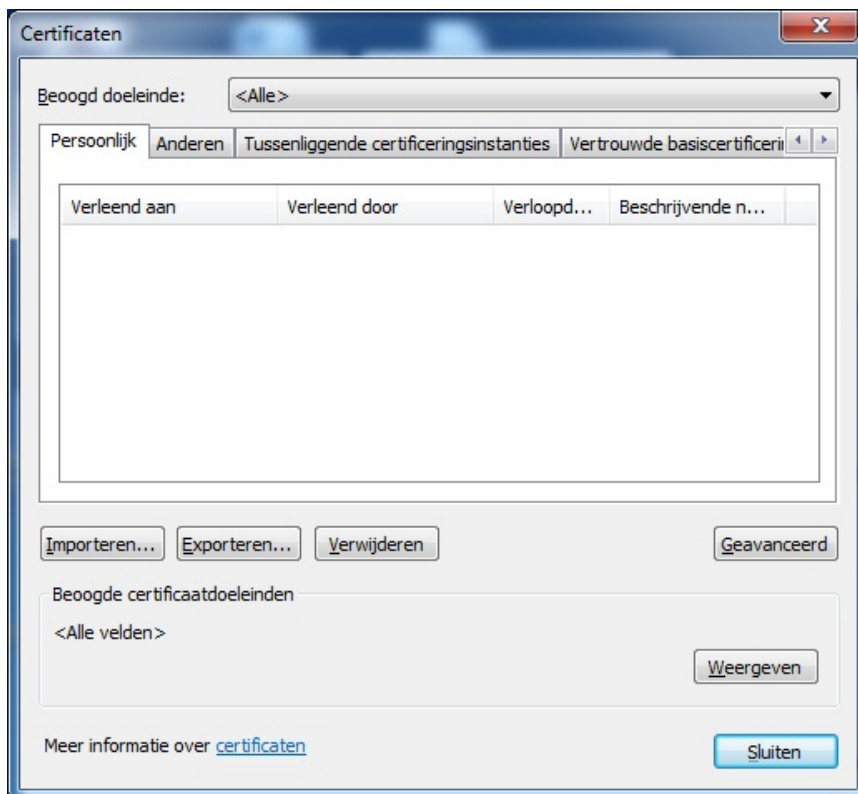 Certificaten
Beoogd doeleinde: <Alle>
Persoonlijk Anderen Tussenliggende certificeringsinstanties Vertrouwde basiscertificeri
Verleend aan Verleend door Verloopd... Beschrijvende n...
Importeren... Exporteren... Verwijderen Geavanceerd
Beoogde certificaatdoeleinden
<Alle velden>
Weergeven
Meer informatie over certificaten
Sluiten